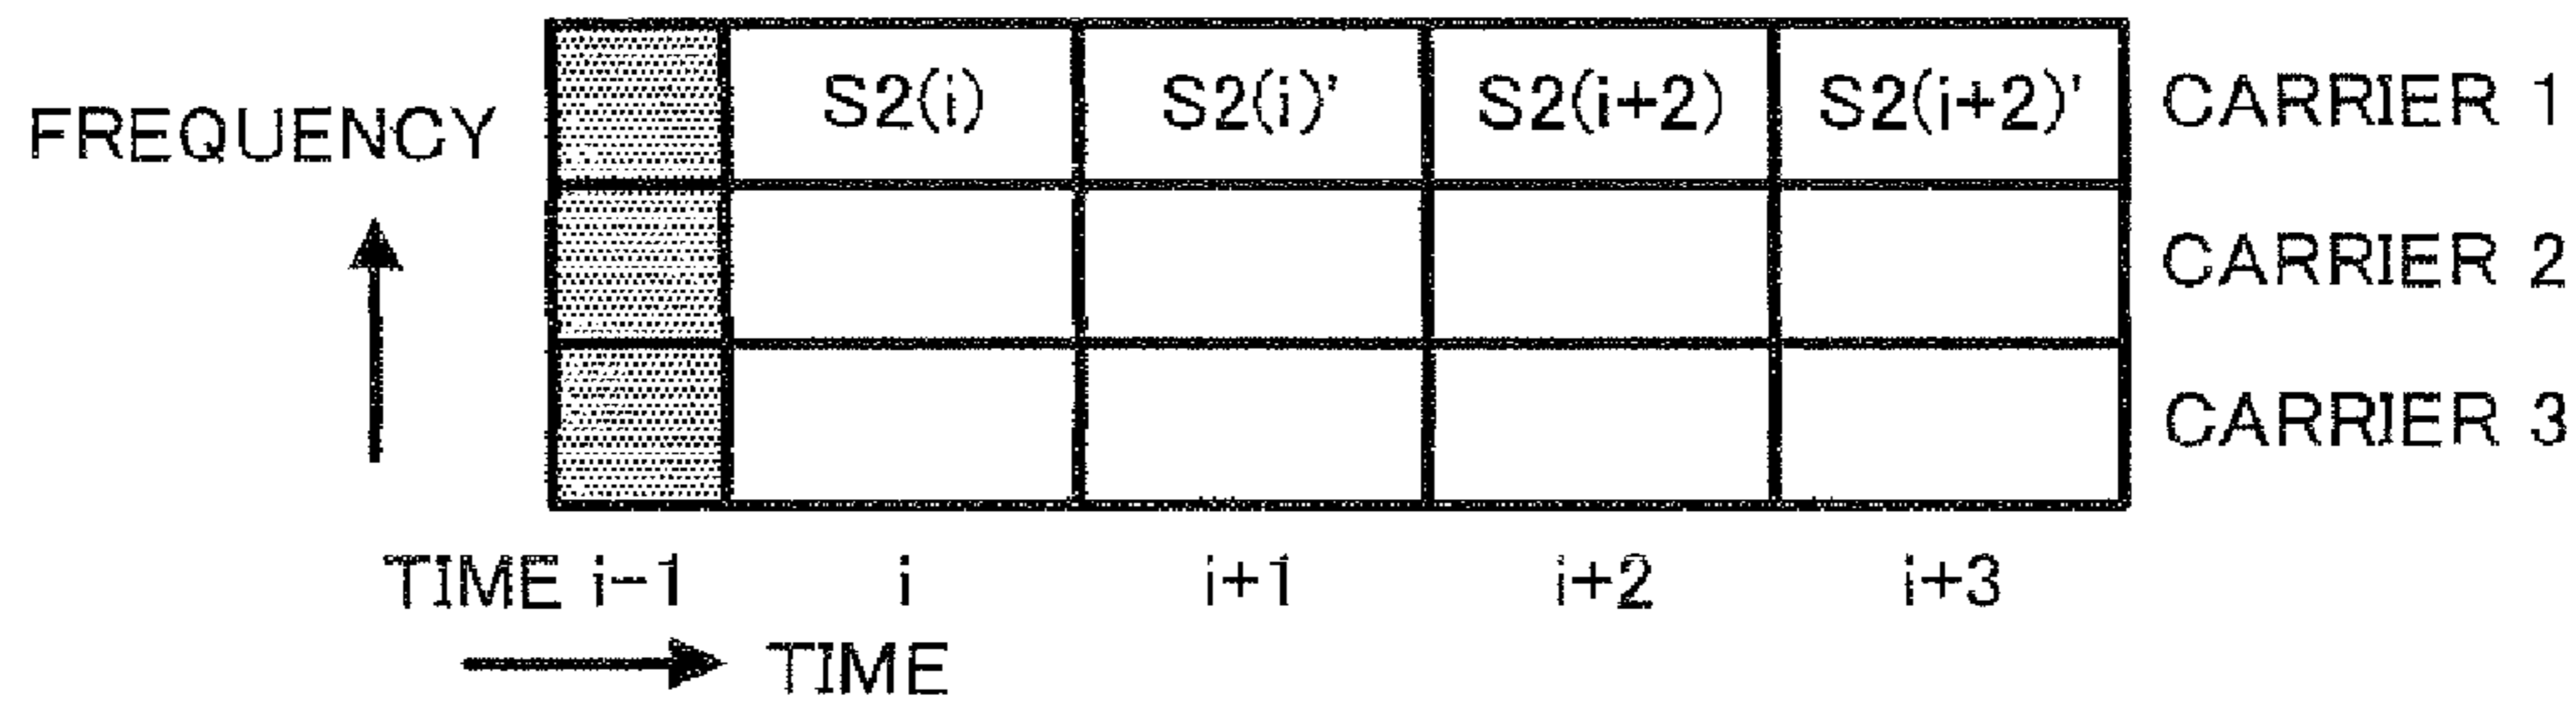 S2(i) S2(i)' S2(i+2) S2(i+2)' CARRIER 1
FREQUENCY
CARRIER 2
CARRIER 3
TIME i-1 i i+1 i+2 i+3
TIME